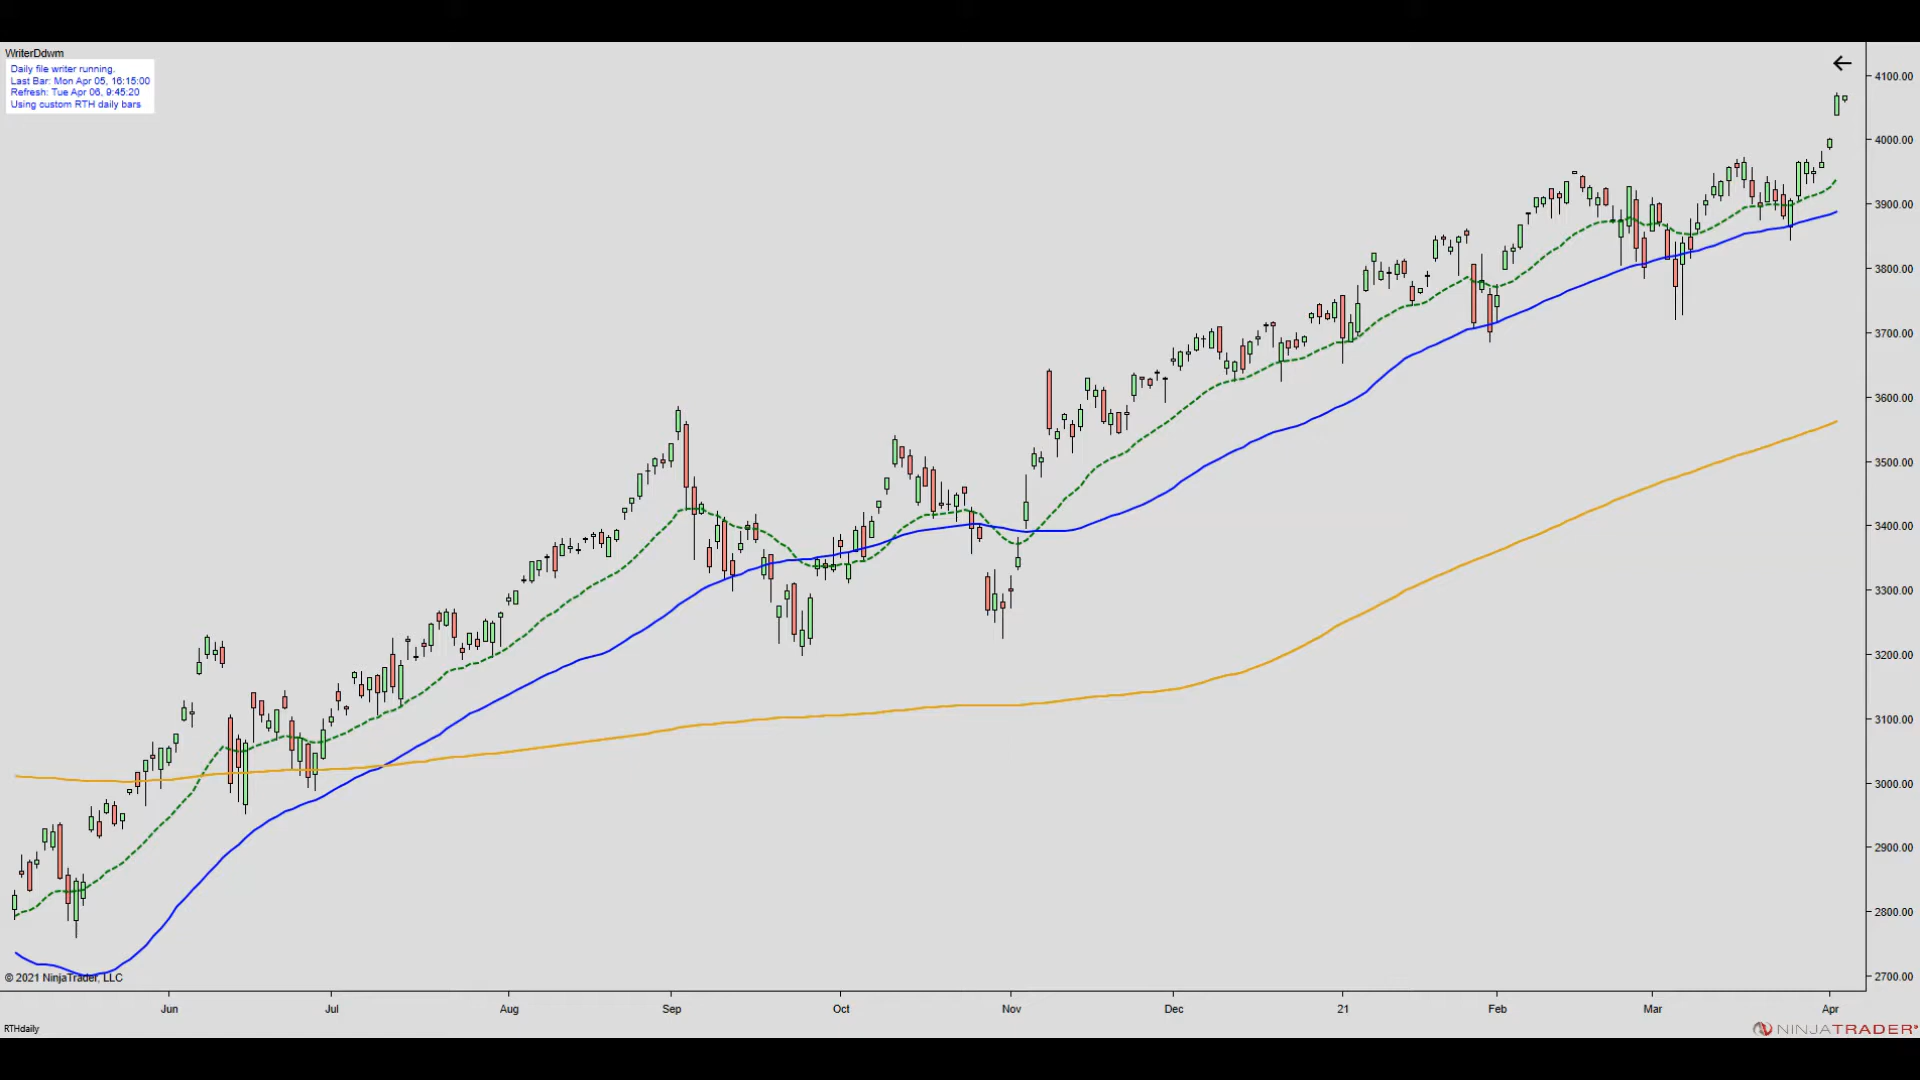 WriterDdwm
Daily file writer running.
Last Bar: Mon Apr 05, 16:15:00
Refresh: Tue Apr 06, 9:45:20
Using custom RTH daily bars
4100.00
4000.00
3900.00
3800.00
3700.00
3600.00
3500.00
3400.00
3300.00
3200.00
3100.00
3000.00
2900.00
2800.00
2700.00
© 2021 NinjaTrader, LLC
Jun Jul Aug Sep Oct Nov Dec 21 Feb Mar Apr
RTHdaily
NINJATRADER